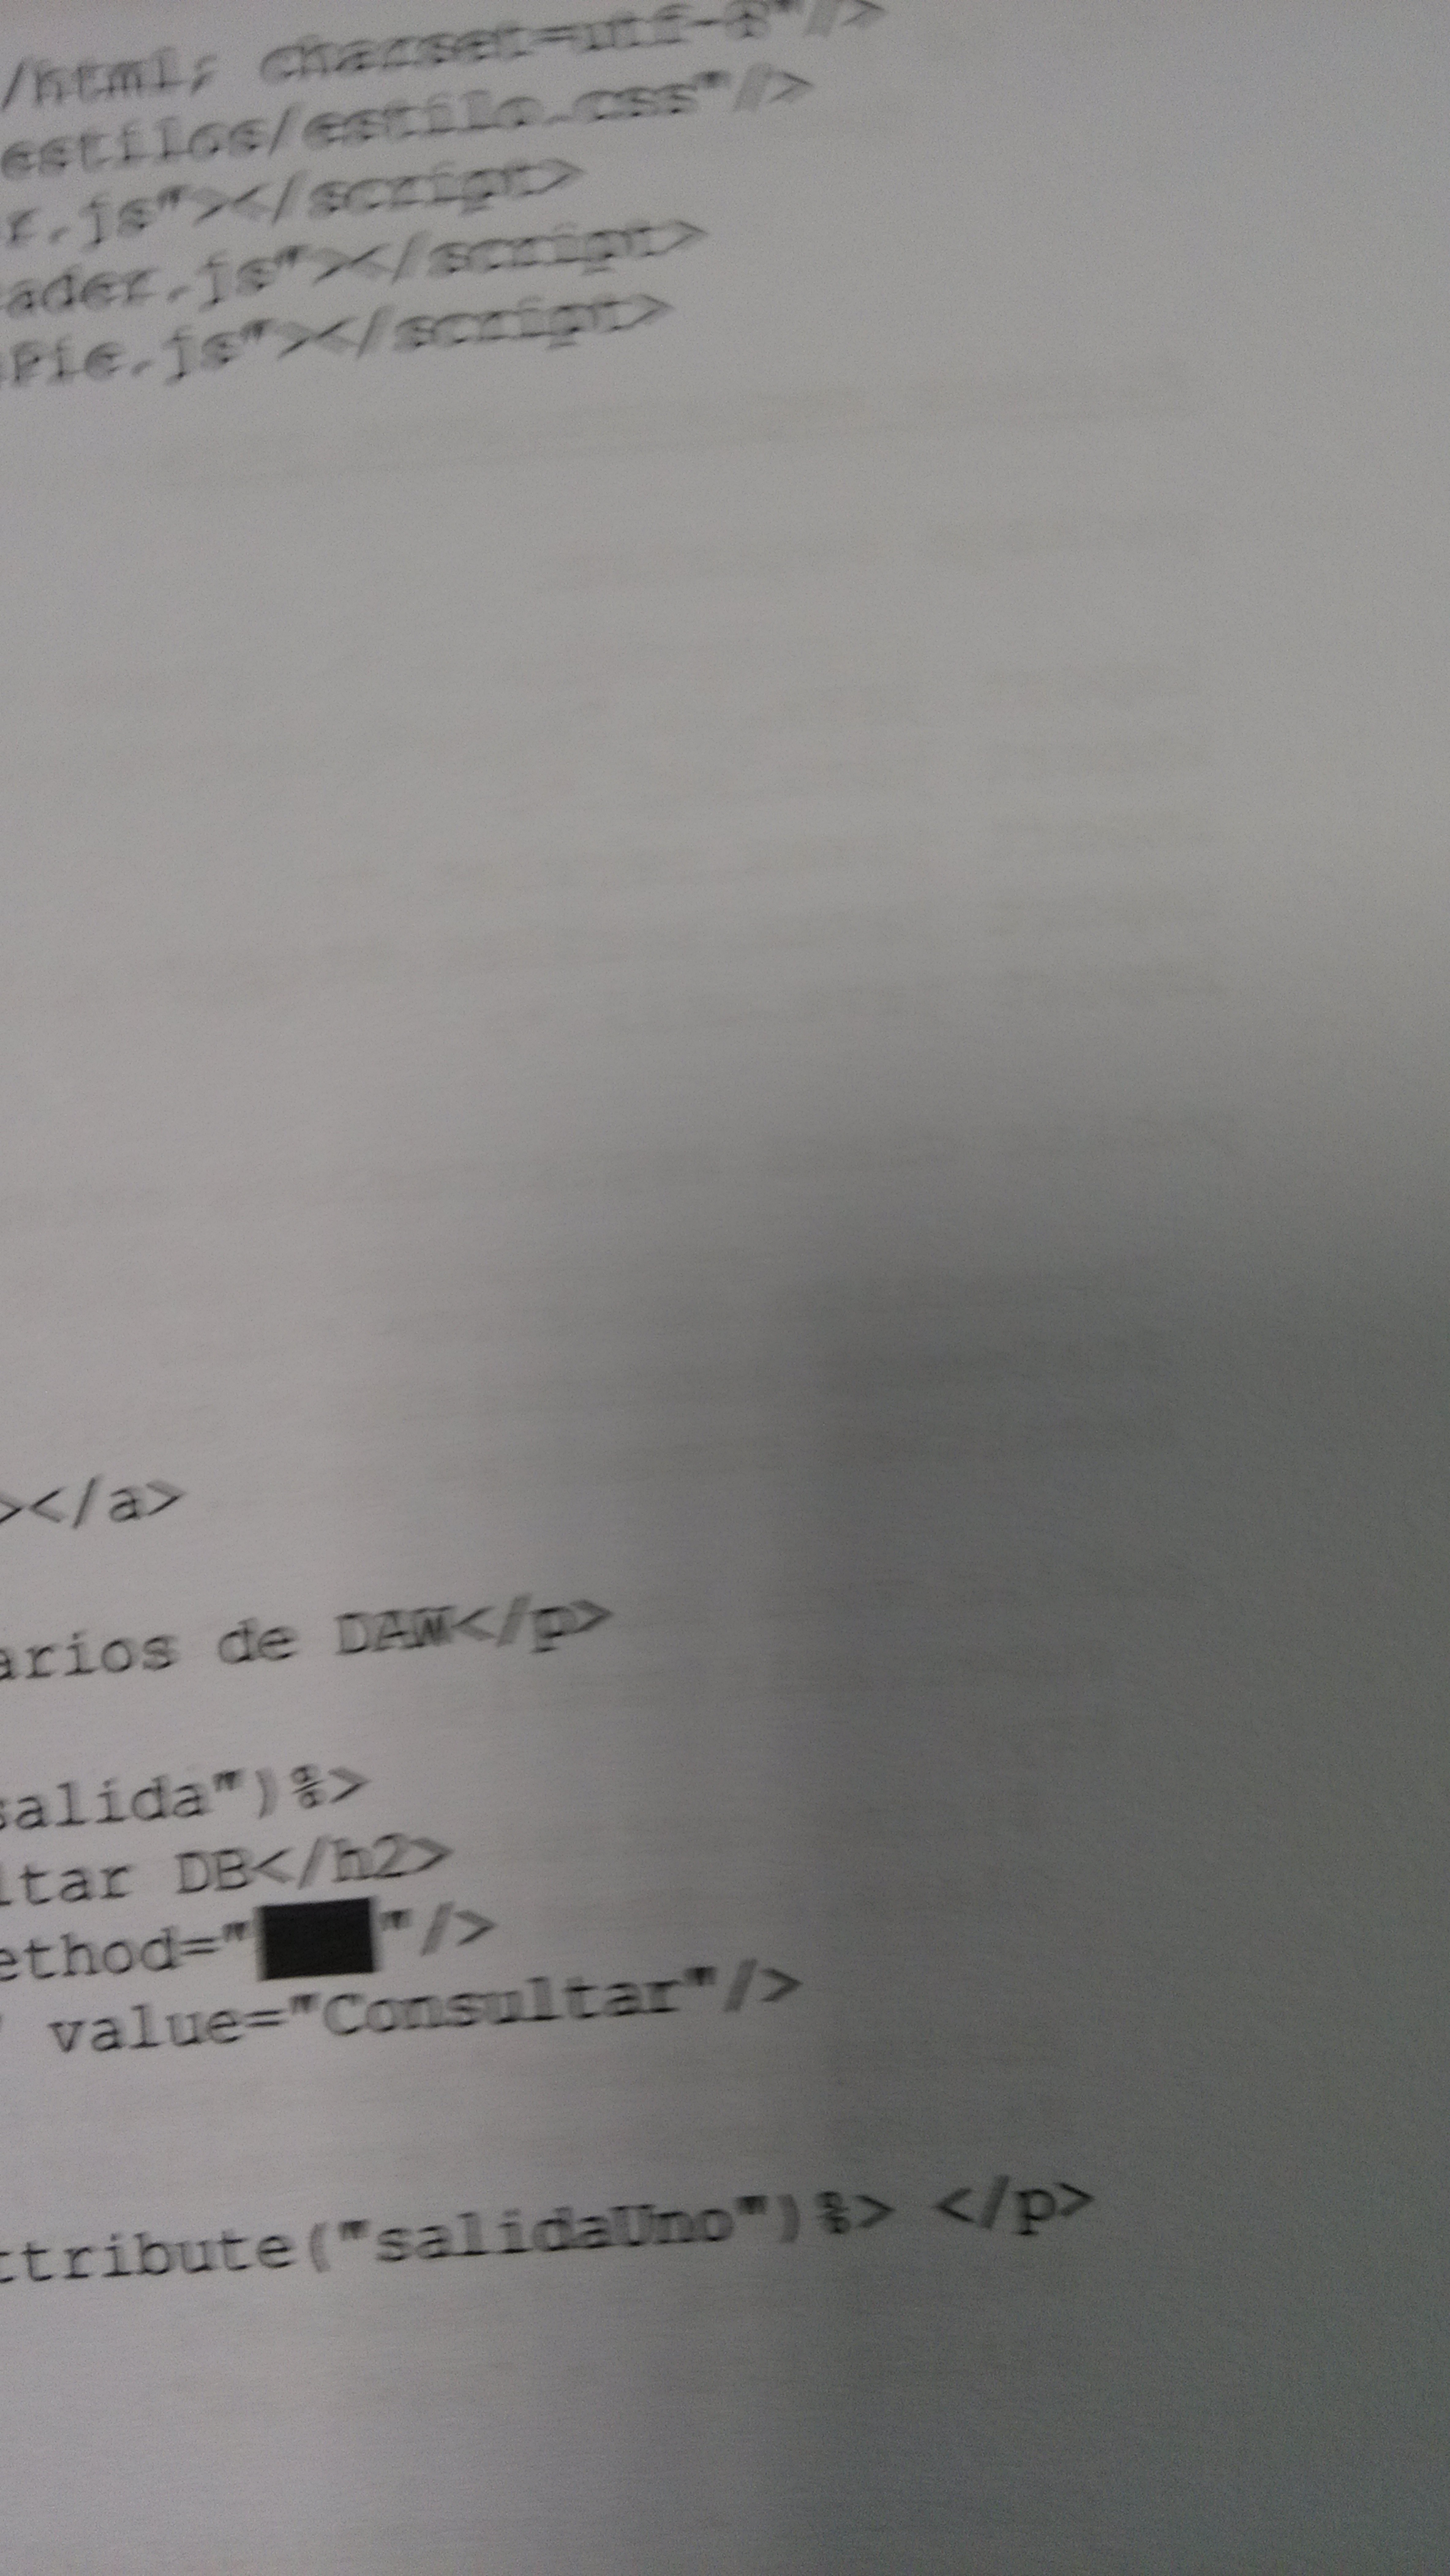 /html; charset=utf-8"/>
estilos/estilo.css"/>
r.js"></script>
ader.js"></script>
Pie.js"></script>
></a>
arios de DAW</p>
salida")%>
ltar DB</h2>
ethod=" "/>
value="Consultar"/>
ttribute("salidaUno")%> </p>